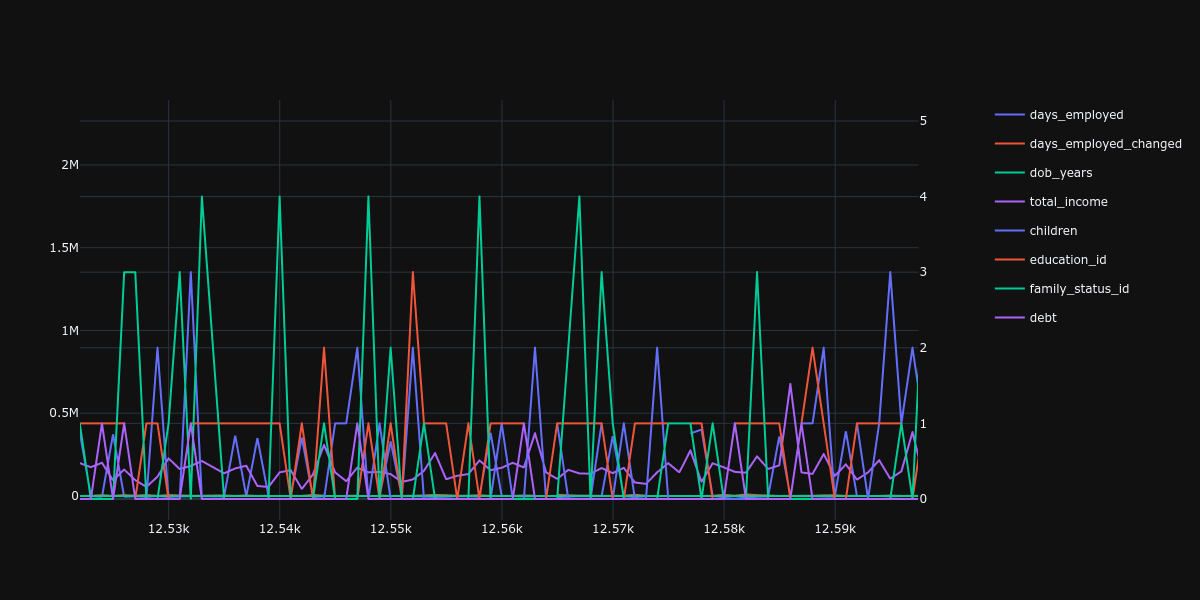 2M
1.5M
1M
0.5M
0
5
4
3
2
1
0
12.53k
12.54k
12.55k
12.56k
12.57k
12.58k
12.59k
days_employed
days_employed_changed
dob_years
total_income
children
education_id
family_status_id
debt